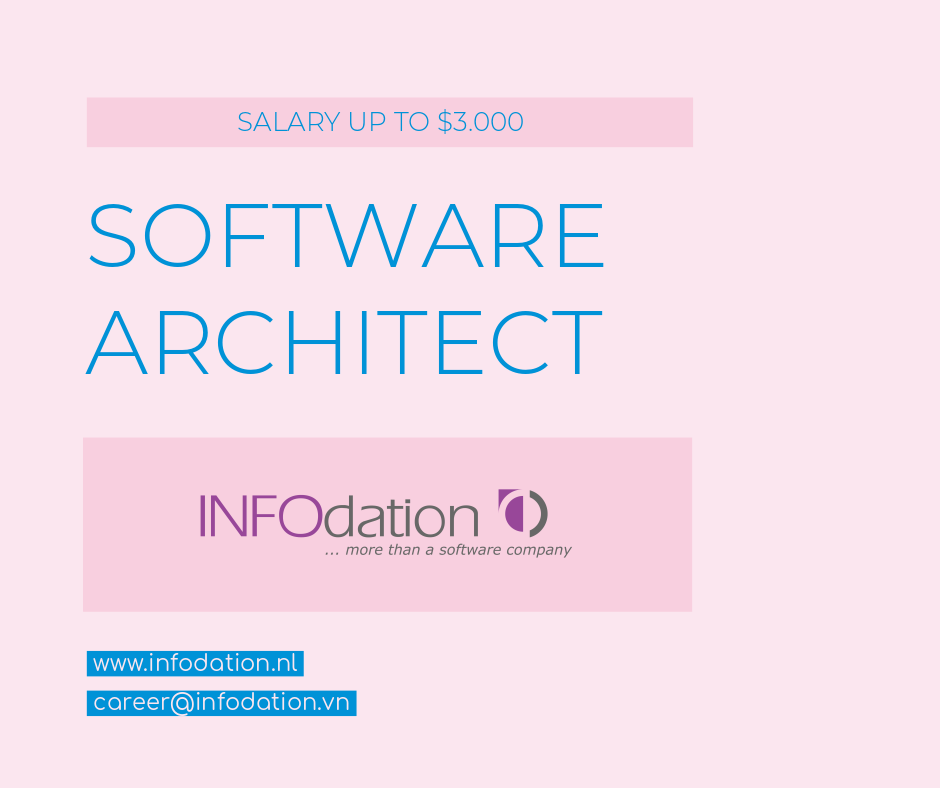 SALARY UP TO $3.000
SOFTWARE
ARCHITECT
INFOdation
... more than a software company
www.infodation.nl
career@infodation.vn